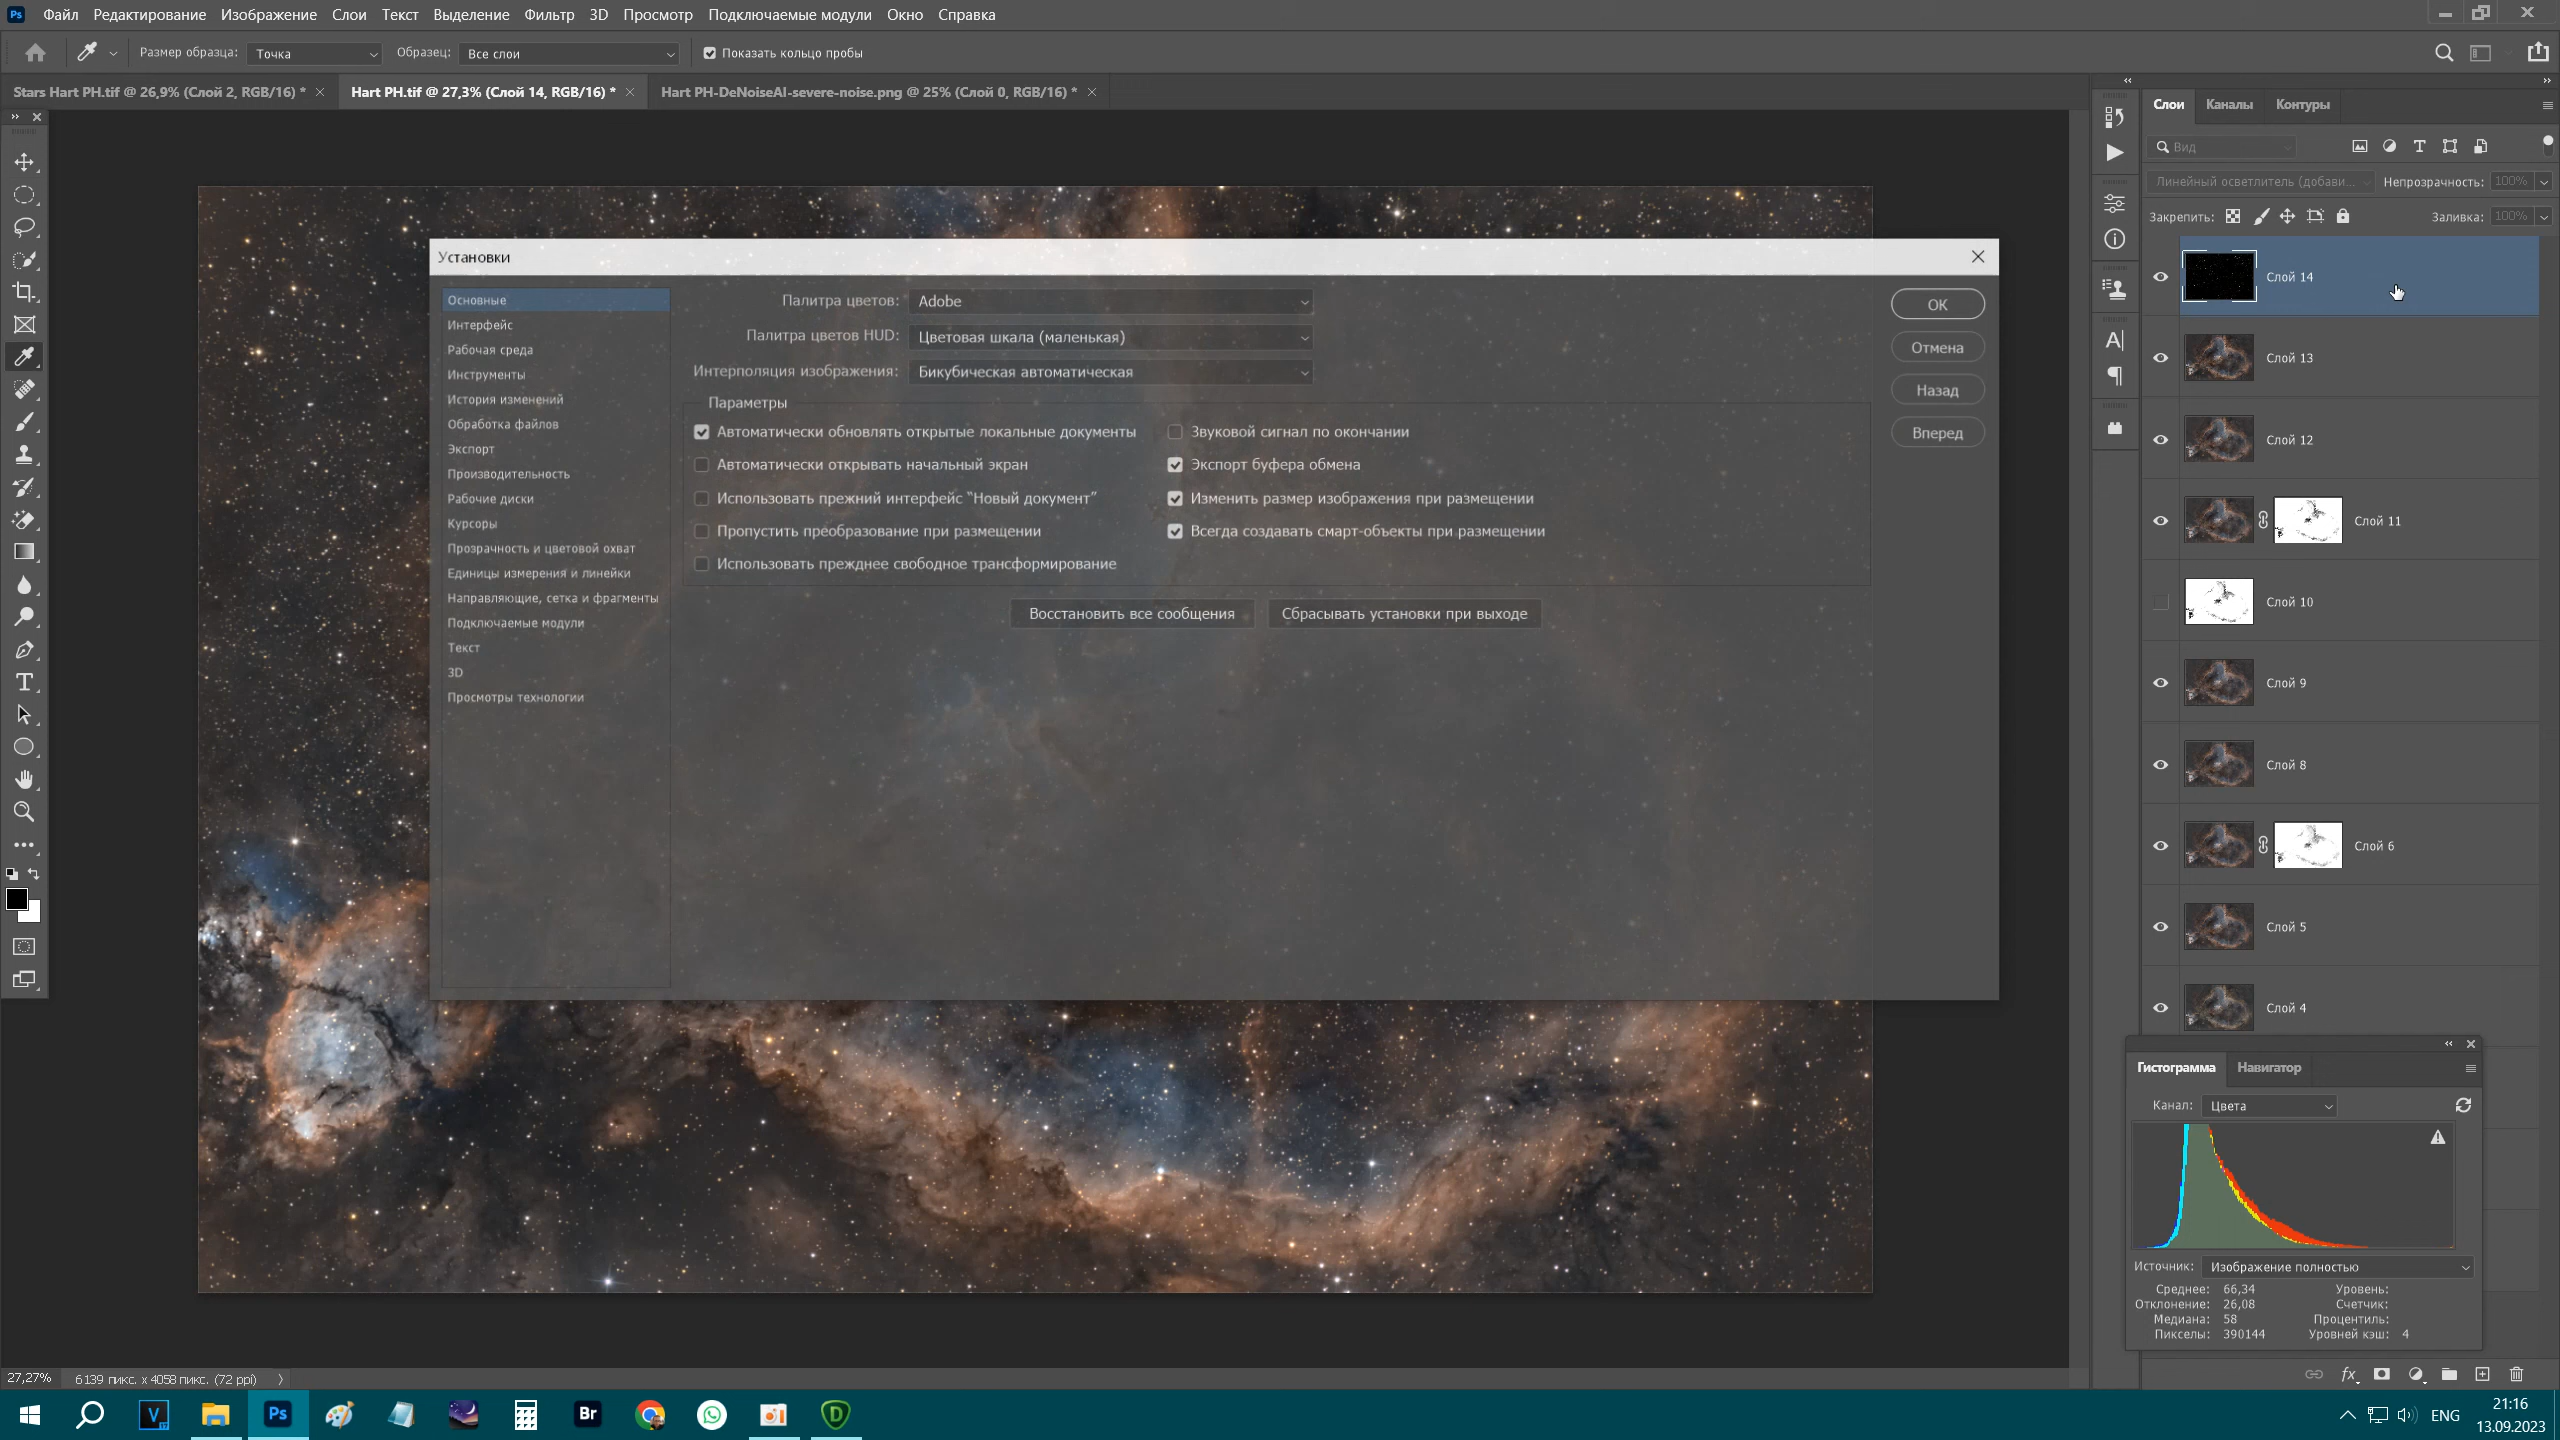 Ps Файл Редактирование Изображение Слои Текст Выделение Фильтр 3D Просмотр Подключаемые модули Окно Справка
Размер образца: Точка Образец: Все слои Показать кольцо пробы
Stars Hart PH.tif @ 26,9% (Слой 2, RGB/16) * Hart PH.tif @ 27,3% (Слой 14, RGB/16) * Hart PH-DeNoiseAI-severe-noise.png @ 25% (Слой 0, RGB/16) *
Слои Каналы Контуры
Вид
Линейный осветлитель (добави... Непрозрачность: 100%
Закрепить: Заливка: 100%
Слой 14
Слой 13
Слой 12
Слой 11
Слой 10
Слой 9
Слой 8
Слой 6
Слой 5
Слой 4
Установки
Основные
Интерфейс
Рабочая среда
Инструменты
История изменений
Обработка файлов
Экспорт
Производительность
Рабочие диски
Курсоры
Прозрачность и цветовой охват
Единицы измерения и линейки
Направляющие, сетка и фрагменты
Подключаемые модули
Текст
3D
Просмотры технологии
Палитра цветов: Adobe
Палитра цветов HUD: Цветовая шкала (маленькая)
Интерполяция изображения: Бикубическая автоматическая
Параметры
Автоматически обновлять открытые локальные документы
Автоматически открывать начальный экран
Использовать прежний интерфейс "Новый документ"
Пропустить преобразование при размещении
Использовать прежднее свободное трансформирование
Звуковой сигнал по окончании
Экспорт буфера обмена
Изменить размер изображения при размещении
Всегда создавать смарт-объекты при размещении
Восстановить все сообщения Сбрасывать установки при выходе
ОК
Отмена
Назад
Вперед
Гистограмма Навигатор
Канал: Цвета
Источник: Изображение полностью
Среднее: 66,34 Уровень:
Отклонение: 26,08 Счетчик:
Медиана: 58 Процентиль:
Пикселы: 390144 Уровней кэш: 4
27,27% 6139 пикс. x 4058 пикс. (72 ppi)
V 17 Ps Br ENG
21:16
13.09.2023